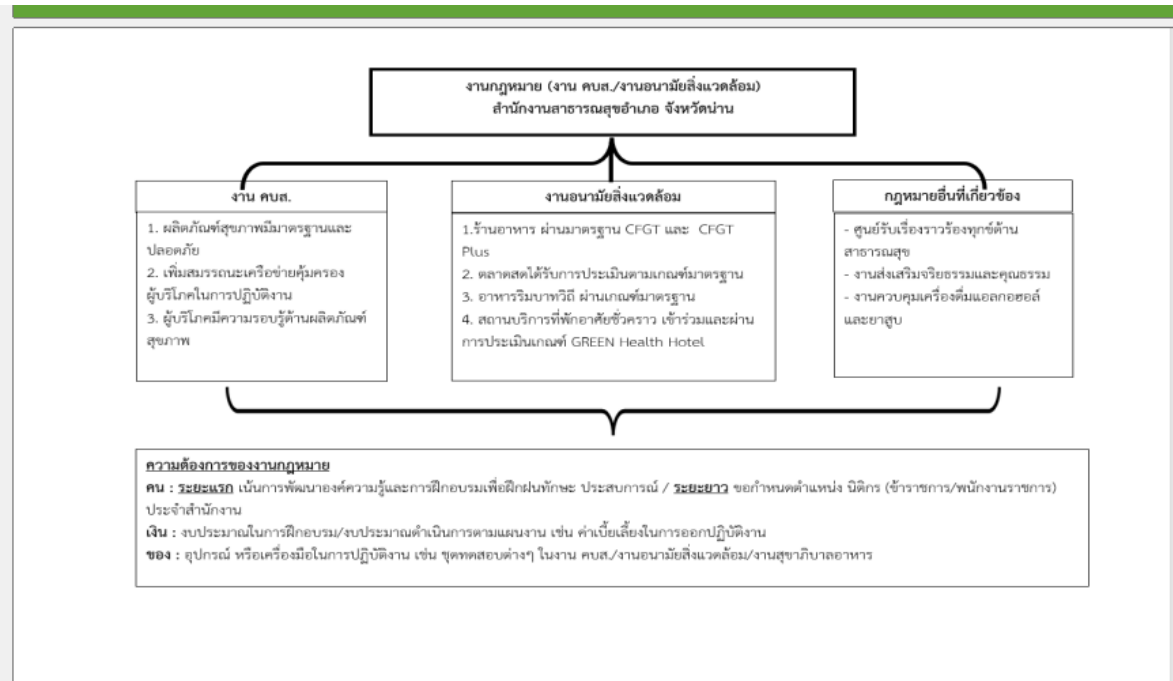 งานกฎหมาย (งาน คบส./งานอนามัยสิ่งแวดล้อม)
สำนักงานสาธารณสุขอำเภอ จังหวัดน่าน
งาน คบส.
1. ผลิตภัณฑ์สุขภาพมีมาตรฐานและ
ปลอดภัย
2. เพิ่มสมรรถนะเครือข่ายคุ้มครอง
ผู้บริโภคในการปฏิบัติงาน
3. ผู้บริโภคมีความรอบรู้ด้านผลิตภัณฑ์
สุขภาพ
งานอนามัยสิ่งแวดล้อม
1.ร้านอาหาร ผ่านมาตรฐาน CFGT และ CFGT
Plus
2. ตลาดสดได้รับการประเมินตามเกณฑ์มาตรฐาน
3. อาหารริมบาทวิถี ผ่านเกณฑ์มาตรฐาน
4. สถานบริการที่พักอาศัยชั่วคราว เข้าร่วมและผ่าน
การประเมินเกณฑ์ GREEN Health Hotel
กฎหมายอื่นที่เกี่ยวข้อง
- ศูนย์รับเรื่องราวร้องทุกข์ด้าน
สาธารณสุข
- งานส่งเสริมจริยธรรมและคุณธรรม
- งานควบคุมเครื่องดื่มแอลกอฮอล์
และยาสูบ
ความต้องการของงานกฎหมาย
คน : ระยะแรก เน้นการพัฒนาองค์ความรู้และการฝึกอบรมเพื่อฝึกฝนทักษะ ประสบการณ์ / ระยะยาว ขอกำหนดตำแหน่ง นิติกร (ข้าราชการ/พนักงานราชการ)
ประจำสำนักงาน
เงิน : งบประมาณในการฝึกอบรม/งบประมาณดำเนินการตามแผนงาน เช่น ค่าเบี้ยเลี้ยงในการออกปฏิบัติงาน
ของ : อุปกรณ์ หรือเครื่องมือในการปฏิบัติงาน เช่น ชุดทดสอบต่างๆ ในงาน คบส./งานอนามัยสิ่งแวดล้อม/งานสุขาภิบาลอาหาร